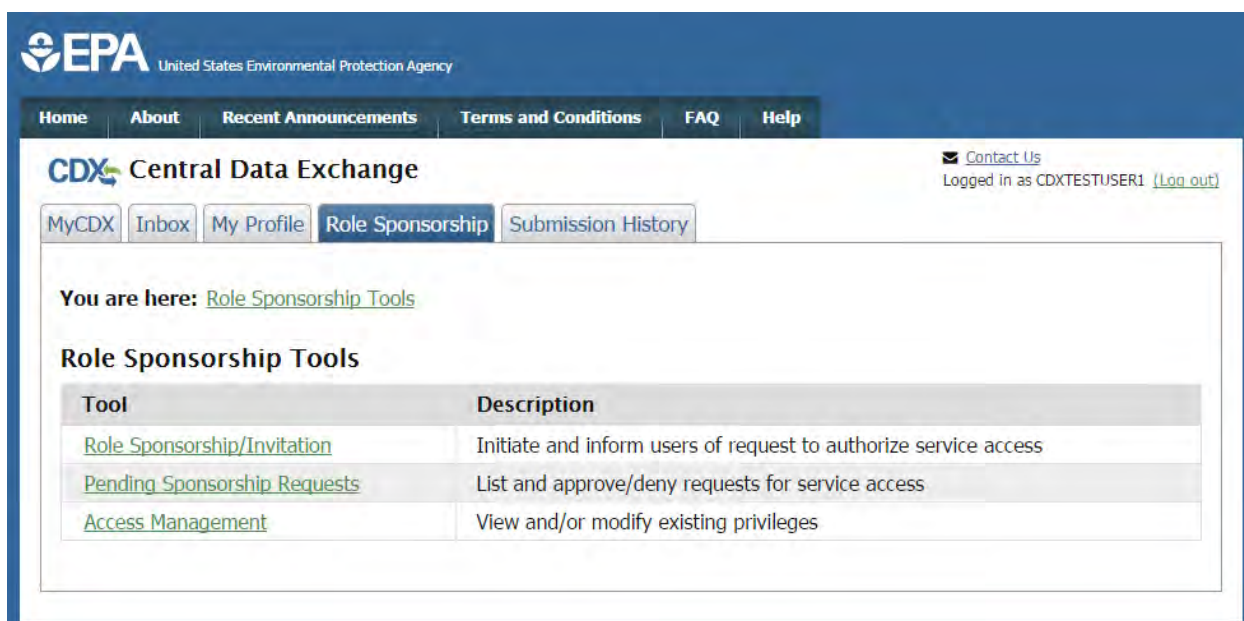 EPA United States Environmental Protection Agency
Home About Recent Announcements Terms and Conditions FAQ Help
CDX Central Data Exchange
Contact Us
Logged in as CDXTESTUSER1 (Log out)
MyCDX Inbox My Profile Role Sponsorship Submission History
You are here: Role Sponsorship Tools
Role Sponsorship Tools
Tool Description
Role Sponsorship/Invitation Initiate and inform users of request to authorize service access
Pending Sponsorship Requests List and approve/deny requests for service access
Access Management View and/or modify existing privileges